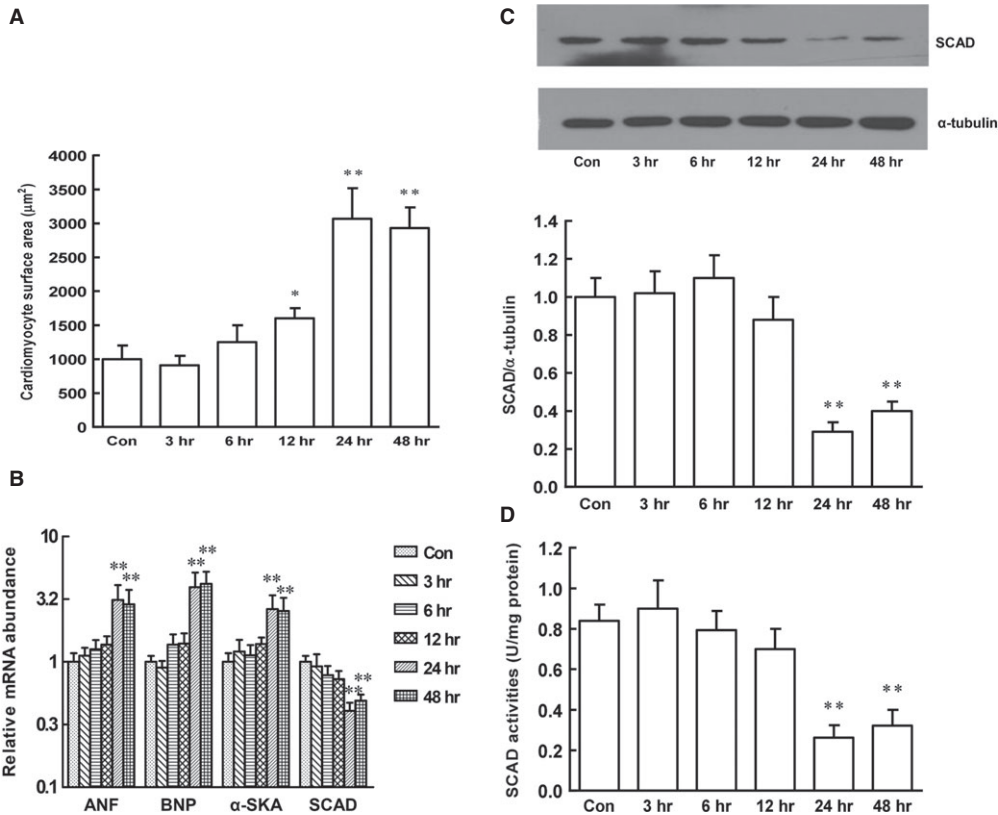 A
4000
3500
3000
2500
2000
1500
1000
500
0
Cardiomyocyte surface area (μm²)
* ** **
Con 3 hr 6 hr 12 hr 24 hr 48 hr
B
10
3.2
1
0.3
0.1
Relative mRNA abundance
** ** ** ** ** ** ** **
ANF BNP α-SKA SCAD
Con
3 hr
6 hr
12 hr
24 hr
48 hr
C
SCAD
α-tubulin
Con 3 hr 6 hr 12 hr 24 hr 48 hr
1.4
1.2
1.0
0.8
0.6
0.4
0.2
0.0
SCAD/α-tubulin
** **
Con 3 hr 6 hr 12 hr 24 hr 48 hr
D
1.2
1.0
0.8
0.6
0.4
0.2
0.0
SCAD activities (U/mg protein)
** **
Con 3 hr 6 hr 12 hr 24 hr 48 hr